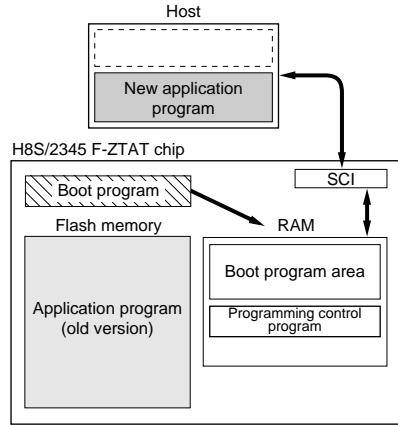 Host
New application
program
H8S/2345 F-ZTAT chip
SCI
Boot program
Flash memory
RAM
Application program
(old version)
Boot program area
Programming control
program